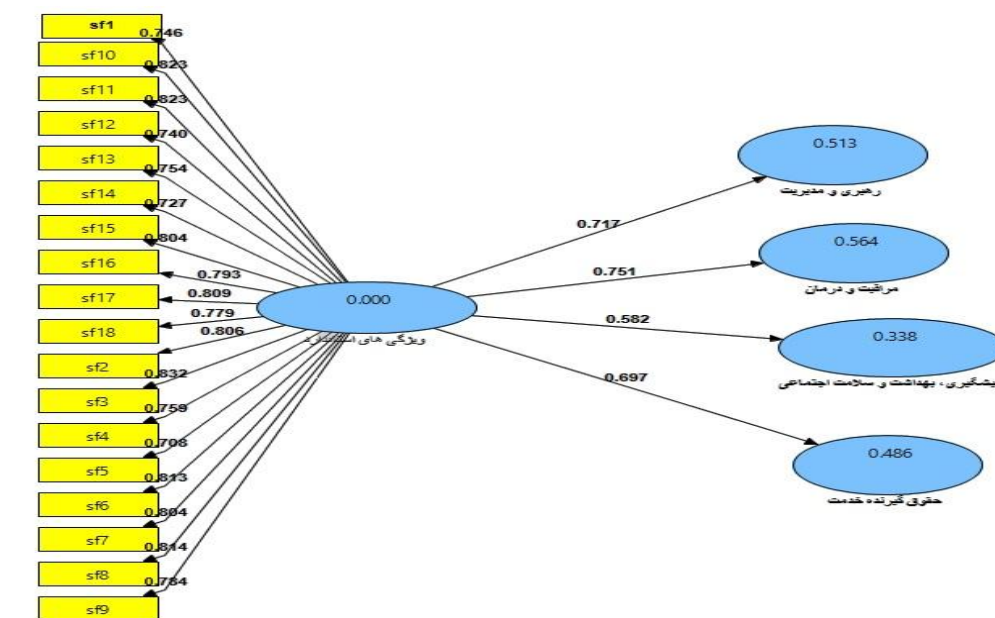 sf1
0.746
sf10
0.823
sf11
0.823
sf12
0.740
sf13
0.754
sf14
0.727
sf15
0.804
sf16
0.793
sf17
0.809
sf18
0.779
0.806
sf2
0.832
sf3
0.759
sf4
0.708
sf5
0.813
sf6
0.804
sf7
0.814
sf8
0.784
sf9
0.000
ویژگی های استاندارد
0.717
0.513
رهبری و مدیریت
0.751
0.564
مراقبت و درمان
0.582
0.338
یشگیری، بهداشت و سلامت اجتماعی
0.697
0.486
حقوق گیرنده خدمت